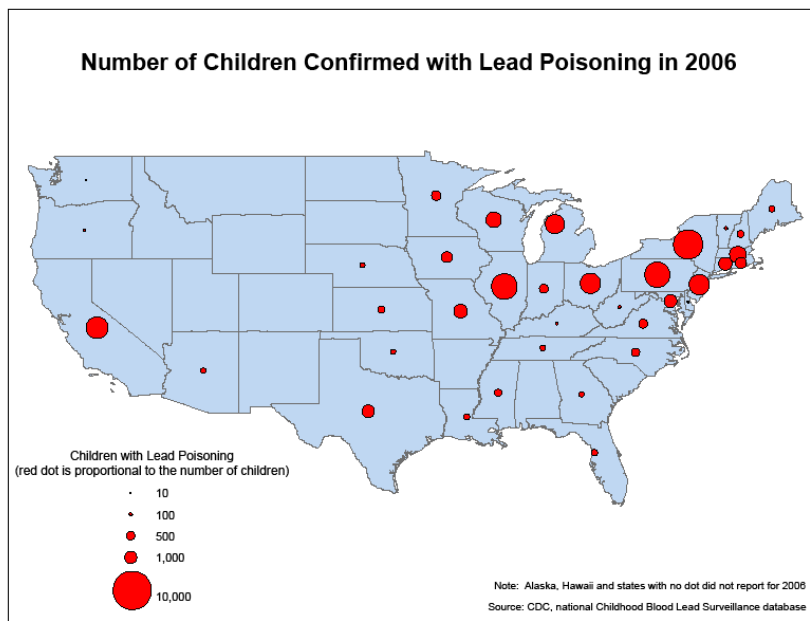 Number of Children Confirmed with Lead Poisoning in 2006
Children with Lead Poisoning
(red dot is proportional to the number of children)
10
100
500
1,000
10,000
Note: Alaska, Hawaii and states with no dot did not report for 2006
Source: CDC, national Childhood Blood Lead Surveillance database